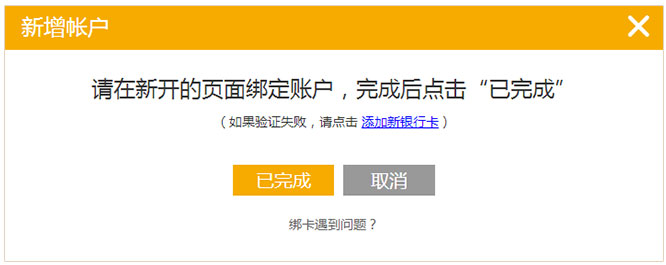 新增帐户
请在新开的页面绑定账户，完成后点击“已完成”
（如果验证失败，请点击 添加新银行卡）
已完成 取消
绑卡遇到问题？